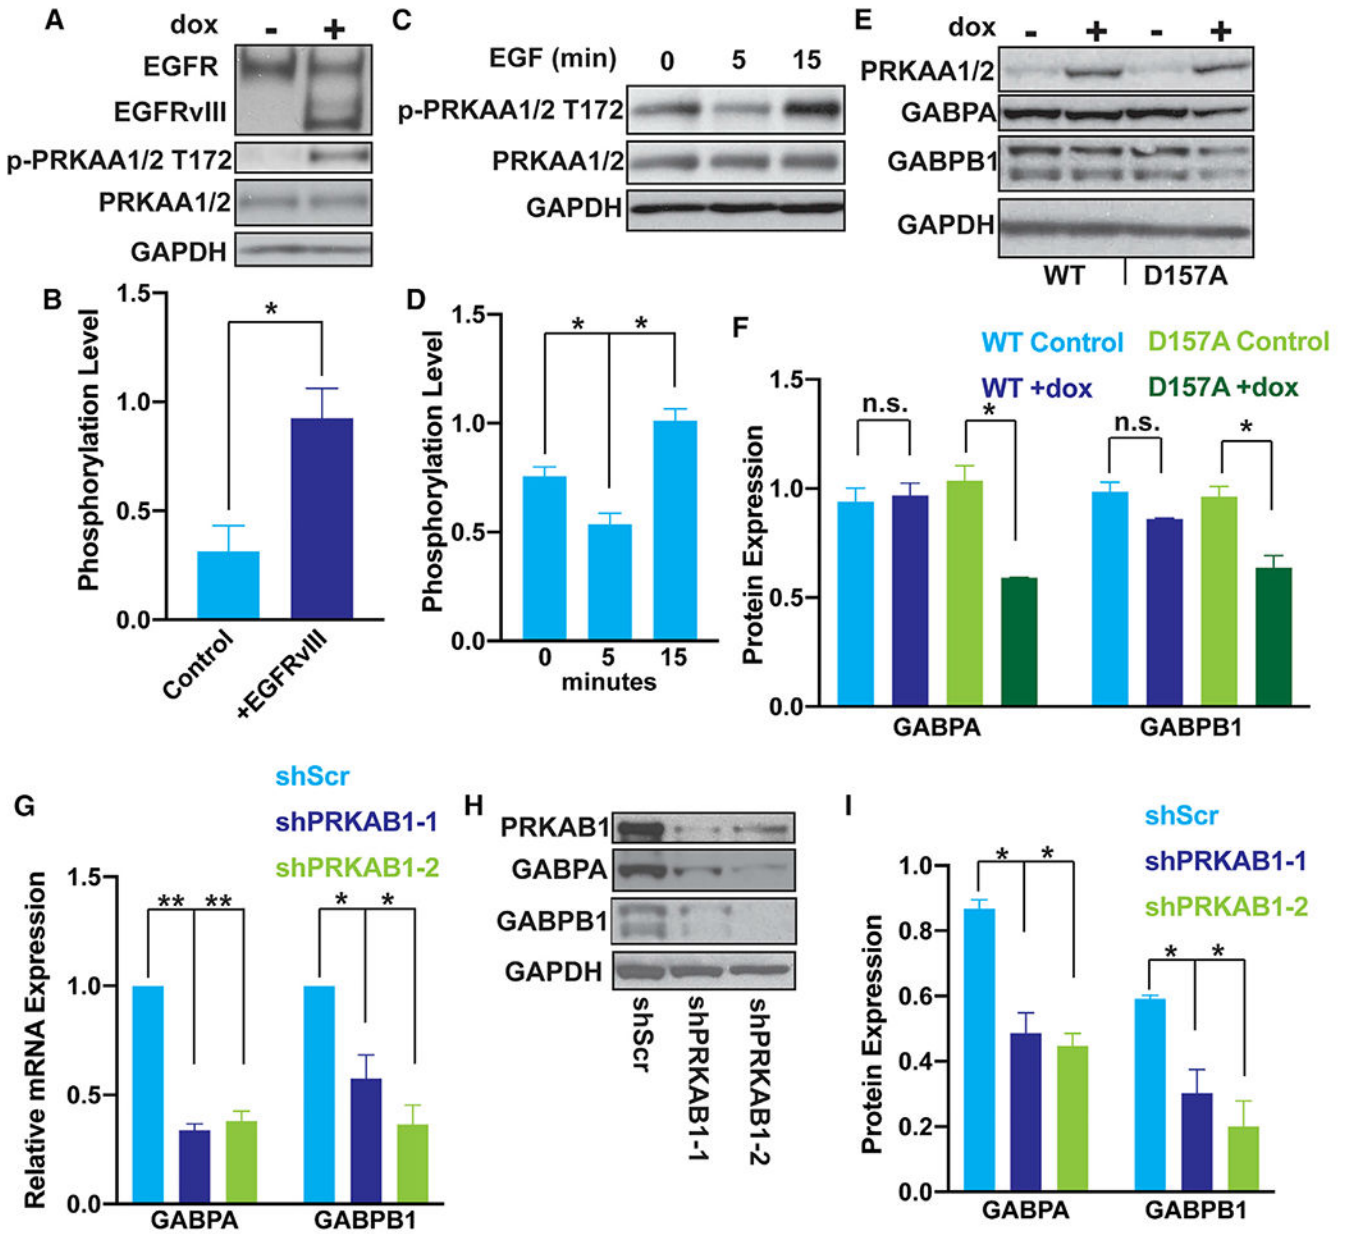 A
dox - +
EGFR
EGFRvIII
p-PRKAA1/2 T172
PRKAA1/2
GAPDH
B
Phosphorylation Level
1.5
1.0
0.5
0.0
*
Control
+EGFRvIII
C
EGF (min) 0 5 15
p-PRKAA1/2 T172
PRKAA1/2
GAPDH
D
Phosphorylation Level
1.5
1.0
0.5
0.0
* *
0 5 15
minutes
E
dox - + - +
PRKAA1/2
GABPA
GABPB1
GAPDH
WT | D157A
F
WT Control D157A Control
WT +dox D157A +dox
Protein Expression
1.5
1.0
0.5
0.0
n.s. * n.s. *
GABPA GABPB1
G
shScr
shPRKAB1-1
shPRKAB1-2
Relative mRNA Expression
1.5
1.0
0.5
0.0
** ** * *
GABPA GABPB1
H
PRKAB1
GABPA
GABPB1
GAPDH
shScr
shPRKAB1-1
shPRKAB1-2
I
shScr
shPRKAB1-1
shPRKAB1-2
Protein Expression
1.0
0.8
0.6
0.4
0.2
0.0
* * * *
GABPA GABPB1